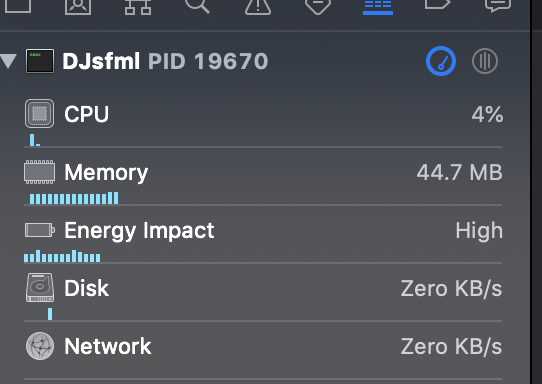 DJsfml PID 19670
CPU 4%
Memory 44.7 MB
Energy Impact High
Disk Zero KB/s
Network Zero KB/s